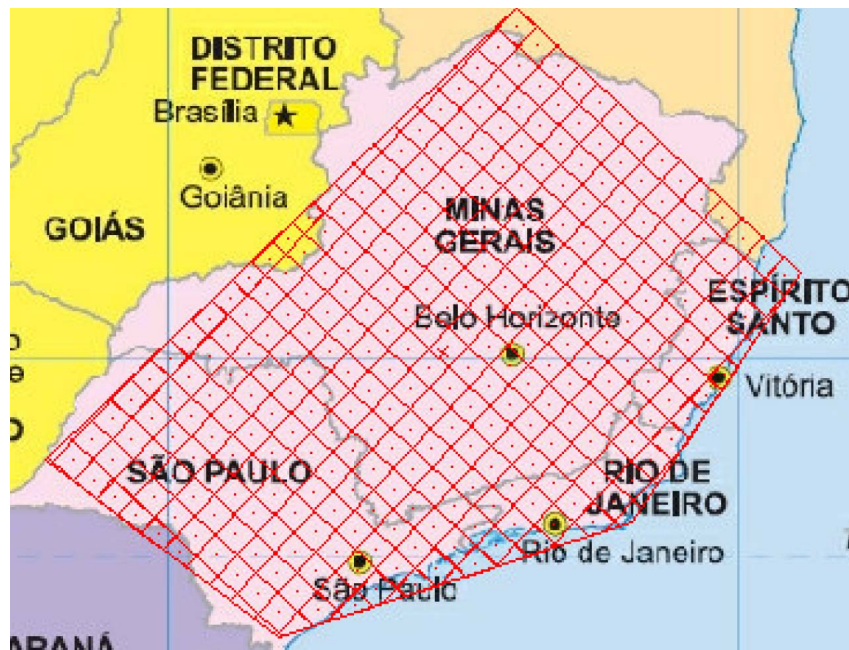 DISTRITO
FEDERAL
Brasília
Goiânia
GOIÁS
MINAS
GERAIS
ESPÍRITO
SANTO
Belo Horizonte
Vitória
SÃO PAULO
RIO DE
JANEIRO
Rio de Janeiro
São Paulo
ARANÁ